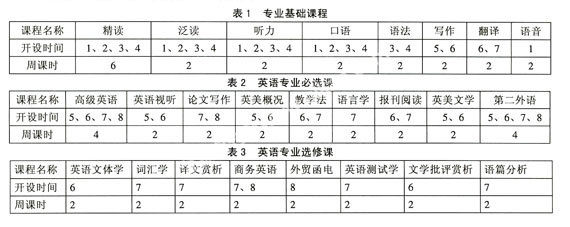 表 1 专业基础课程
课程名称 精读 泛读 听力 口语 语法 写作 翻译 语音
开设时间 1、2、3、4 1、2、3、4 1、2、3、4 1、2、3、4 3、4 5、6 6、7 1
周课时 6 2 2 2 2 2 2 2
表 2 英语专业必选课
课程名称 高级英语 英语视听 论文写作 英美概况 教学法 语言学 报刊阅读 英美文学 第二外语
开设时间 5、6、7、8 5、6 7、8 5、6 6、7 7 6、7 5、6 5、6、7、8
周课时 4 2 2 2 2 2 2 2 4
表 3 英语专业选修课
课程名称 英语文体学 词汇学 译文赏析 商务英语 外贸函电 英语测试学 文学批评赏析 语篇分析
开设时间 6 7 7 7、8 8 7 6 7
周课时 2 2 2 2 2 2 2 2